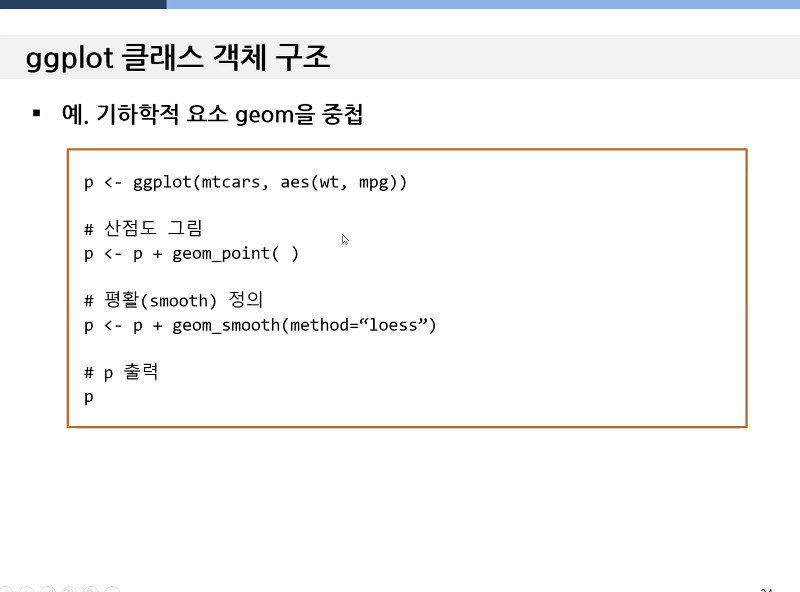 ggplot 클래스 객체 구조
▪ 예. 기하학적 요소 geom을 중첩
p <- ggplot(mtcars, aes(wt, mpg))
# 산점도 그림
p <- p + geom_point( )
# 평활(smooth) 정의
p <- p + geom_smooth(method=“loess”)
# p 출력
p